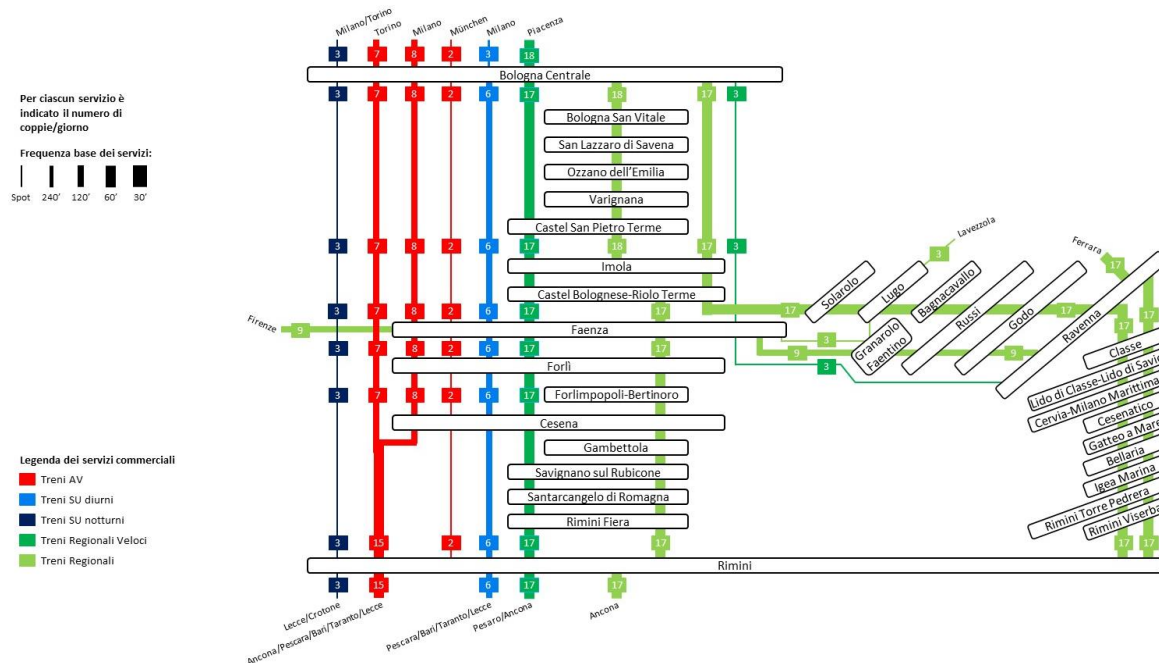 Milano/Torino
Torino
Milano
München
Milano
Piacenza
3 7 8 2 3 18
Bologna Centrale
3 7 8 2 6 17 18 17 3
Per ciascun servizio è
indicato il numero di
coppie/giorno
Frequenza base dei servizi:
Spot 240' 120' 60' 30'
Bologna San Vitale
San Lazzaro di Savena
Ozzano dell'Emilia
Varignana
Castel San Pietro Terme
3 7 8 2 6 17 18 17 3
Imola
Castel Bolognese-Riolo Terme
3 7 8 2 6 17 17
Lavezzola
3
Ferrara
17
Solarolo
Lugo
Bagnacavallo
Russi
Godo
Ravenna
17 17 17 17
Firenze
9
Faenza
3
Granarolo
Faentino
9 9
3
3 7 8 2 6 17 17
Forlì
3 7 8 2 6 17 17
Forlimpopoli-Bertinoro
Cesena
Gambettola
Savignano sul Rubicone
Santarcangelo di Romagna
Rimini Fiera
Classe
Lido di Classe-Lido di Savio
Cervia-Milano Marittima
Cesenatico
Gatteo a Mare
Bellaria
Igea Marina
Rimini Torre Pedrera
Rimini Viserba
Legenda dei servizi commerciali
Treni AV
Treni SU diurni
Treni SU notturni
Treni Regionali Veloci
Treni Regionali
3 15 2 6 17 17 17 17
Rimini
3 15 6 17 17
Lecce/Crotone
Ancona/Pescara/Bari/Taranto/Lecce
Pescara/Bari/Taranto/Lecce
Pesaro/Ancona
Ancona